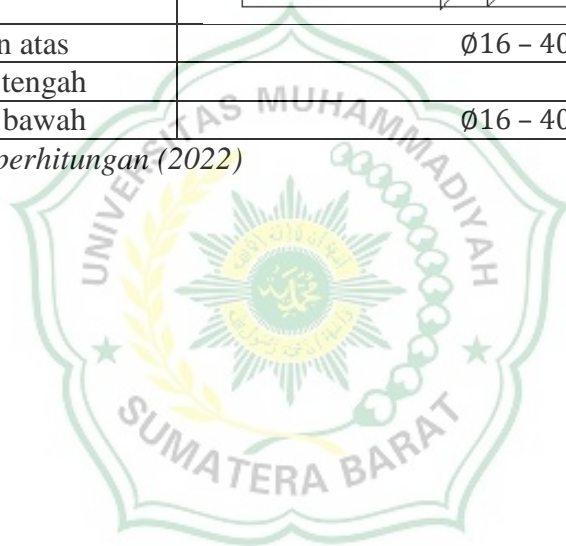 n atas Ø16 – 40
tengah
bawah Ø16 – 40
perhitungan (2022)
UNIVERSITAS MUHAMMADIYAH
SUMATERA BARAT